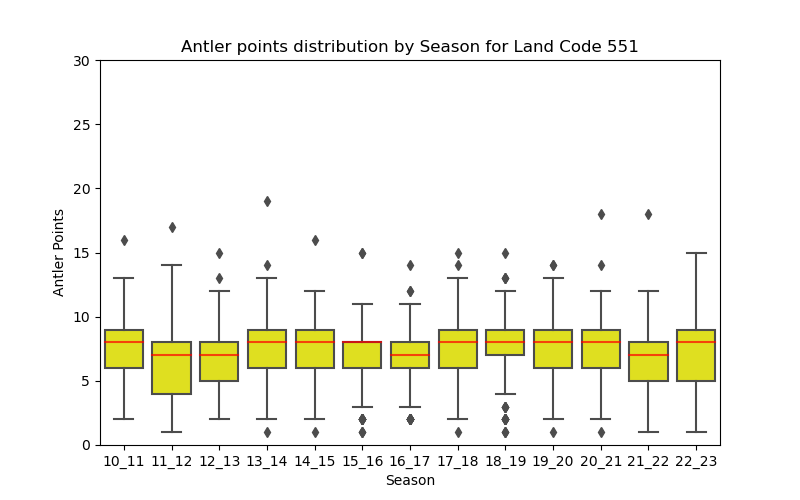 Antler points distribution by Season for Land Code 551
30
25
20
15
10
5
0
Antler Points
10_11 11_12 12_13 13_14 14_15 15_16 16_17 17_18 18_19 19_20 20_21 21_22 22_23
Season